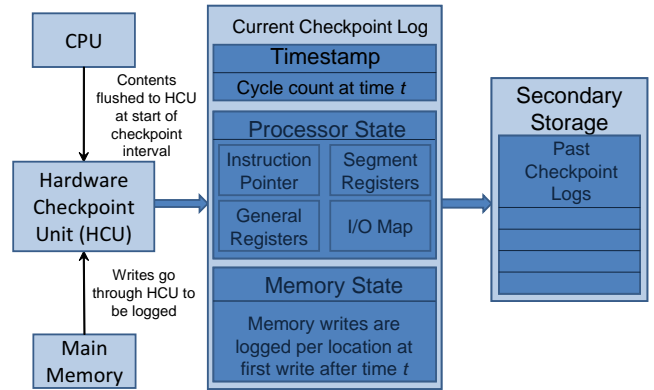 CPU
Contents
flushed to HCU
at start of
checkpoint
interval
Hardware
Checkpoint
Unit (HCU)
Writes go
through HCU to
be logged
Main
Memory
Current Checkpoint Log
Timestamp
Cycle count at time t
Processor State
Instruction
Pointer
Segment
Registers
General
Registers
I/O Map
Memory State
Memory writes are
logged per location at
first write after time t
Secondary
Storage
Past
Checkpoint
Logs